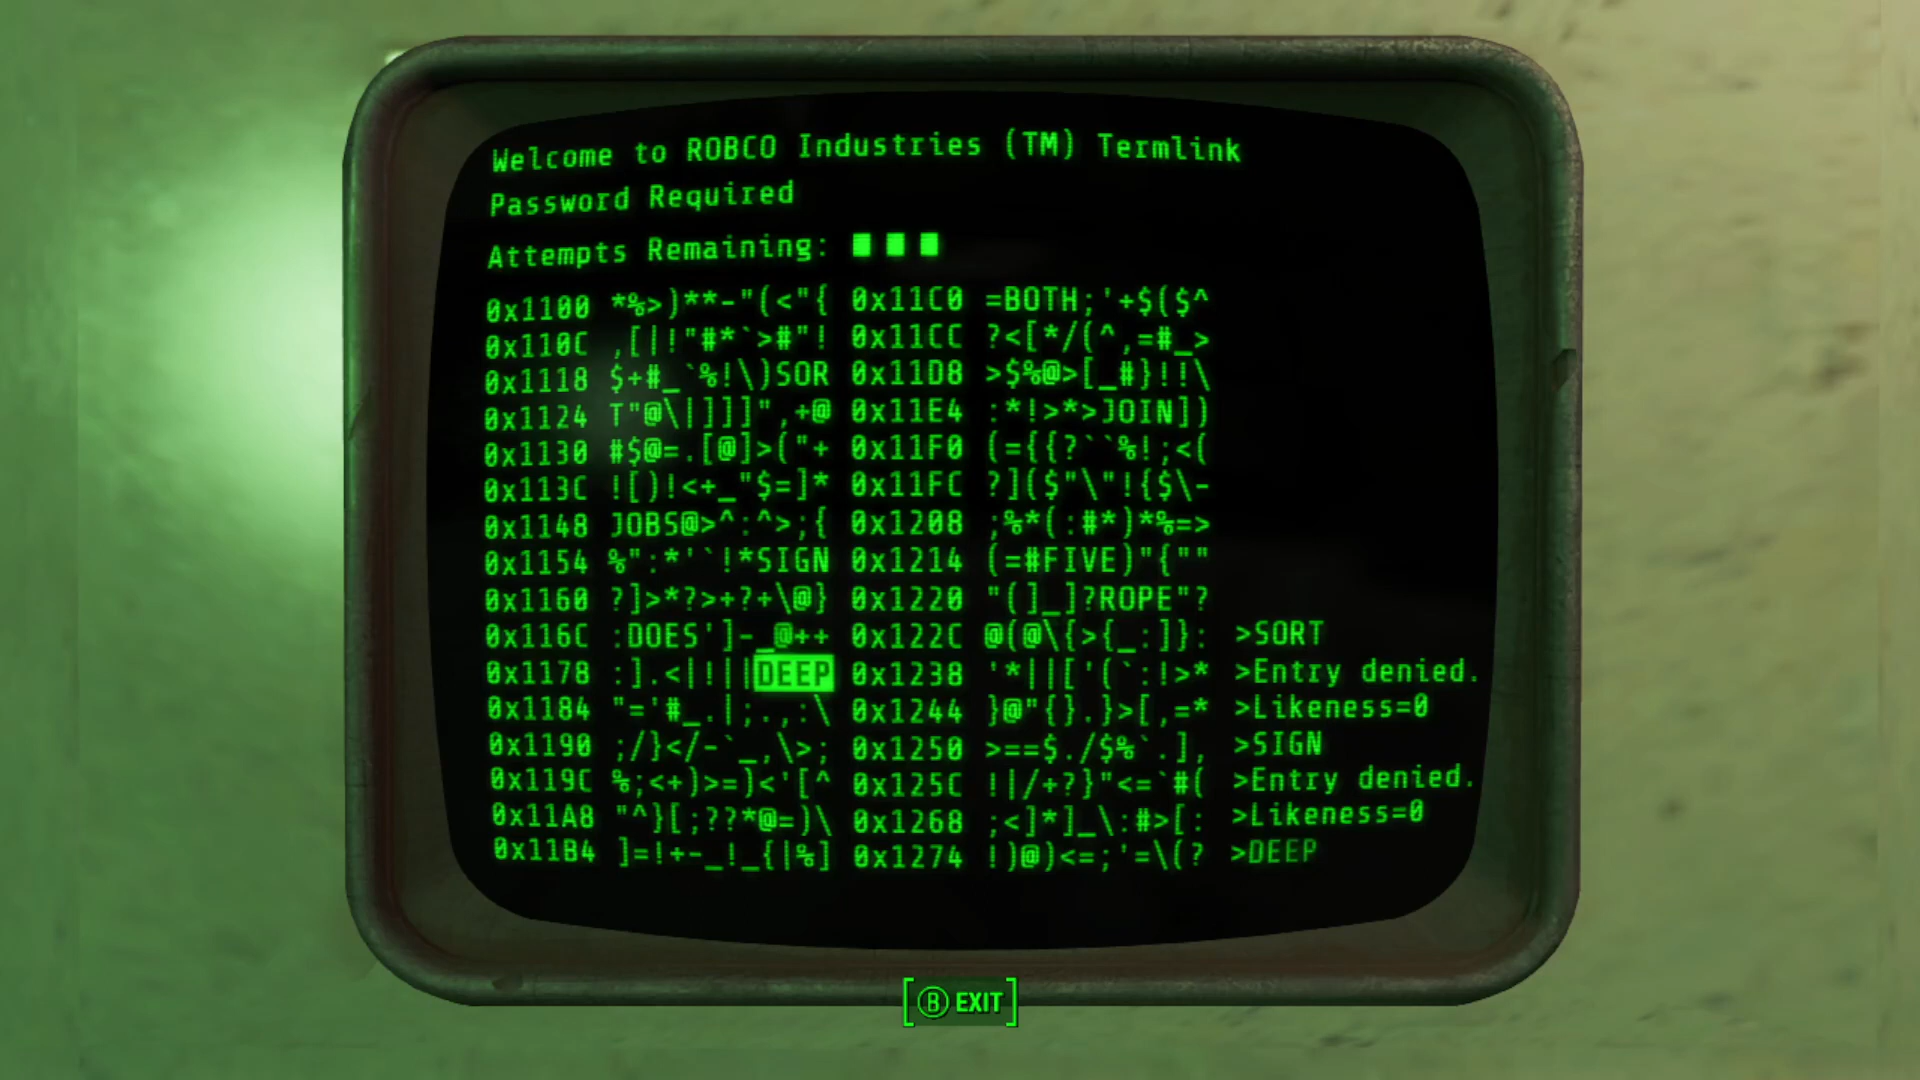 Welcome to ROBCO Industries (TM) Termlink
Password Required
Attempts Remaining: ■ ■ ■
0x1100 *%>)**-"(<"{ 0x11C0 =BOTH;'+$($^
0x110C ,[|!"#*`>#"! 0x11CC ?<[*/(^,=#_>
0x1118 $+#_`%!\)SOR 0x11D8 >$%@>[_#}!!\
0x1124 T"@\|]]]",+@ 0x11E4 :*!>*>JOIN])
0x1130 #$@=.[@]>("+ 0x11F0 (={{?``%!;<(
0x113C ![)!<+_"$=]* 0x11FC ?]($"\"!{$\-
0x1148 JOBS@>^:^>;{ 0x1208 ;%*(:#*)*%=>
0x1154 %":*'`!*SIGN 0x1214 (=#FIVE)"{""
0x1160 ?]>*?>+?+\@} 0x1220 "(]_]?ROPE"?
0x116C :DOES']-_@++ 0x122C @(@\{>{_:]}: >SORT
0x1178 :].<|!||DEEP 0x1238 '*||['(`:!>* >Entry denied.
0x1184 "='#_.|;.,:\ 0x1244 }@"{}.}>[,=* >Likeness=0
0x1190 ;/}</-`_,\>; 0x1250 >==$./$%`.], >SIGN
0x119C %;<+)>=)<'[^ 0x125C !|/+?}"<=`#( >Entry denied.
0x11A8 "^}[;??*@=)\ 0x1268 ;<]*]_\:#>[: >Likeness=0
0x11B4 ]=!+-_!_{|%] 0x1274 !)@)<=;'=\(? >DEEP
[Ⓑ EXIT]